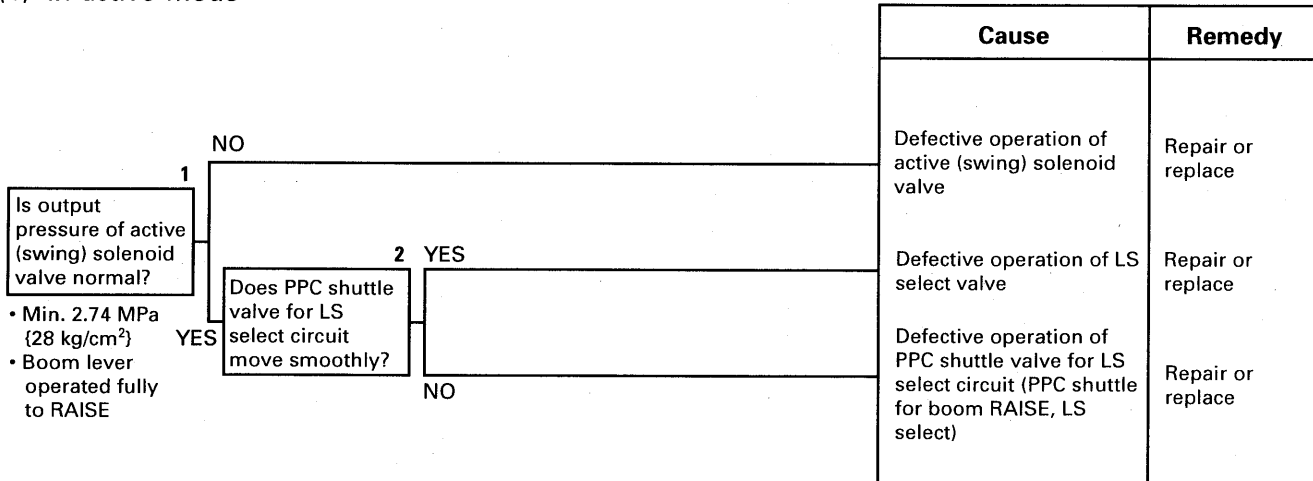 Cause
Remedy
NO
1
Is output
pressure of active
(swing) solenoid
valve normal?
• Min. 2.74 MPa
{28 kg/cm²}
• Boom lever
operated fully
to RAISE
YES
2
Does PPC shuttle
valve for LS
select circuit
move smoothly?
YES
NO
Defective operation of
active (swing) solenoid
valve
Repair or
replace
Defective operation of LS
select valve
Repair or
replace
Defective operation of
PPC shuttle valve for LS
select circuit (PPC shuttle
for boom RAISE, LS
select)
Repair or
replace